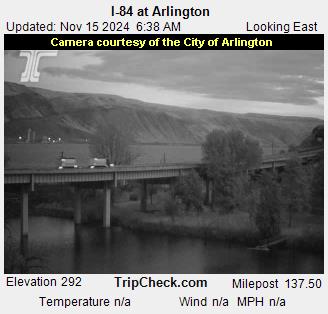 I-84 at Arlington
Updated: Nov 15 2024 6:38 AM Looking East
Camera courtesy of the City of Arlington
Elevation 292 TripCheck.com Milepost 137.50
Temperature n/a Wind n/a MPH n/a